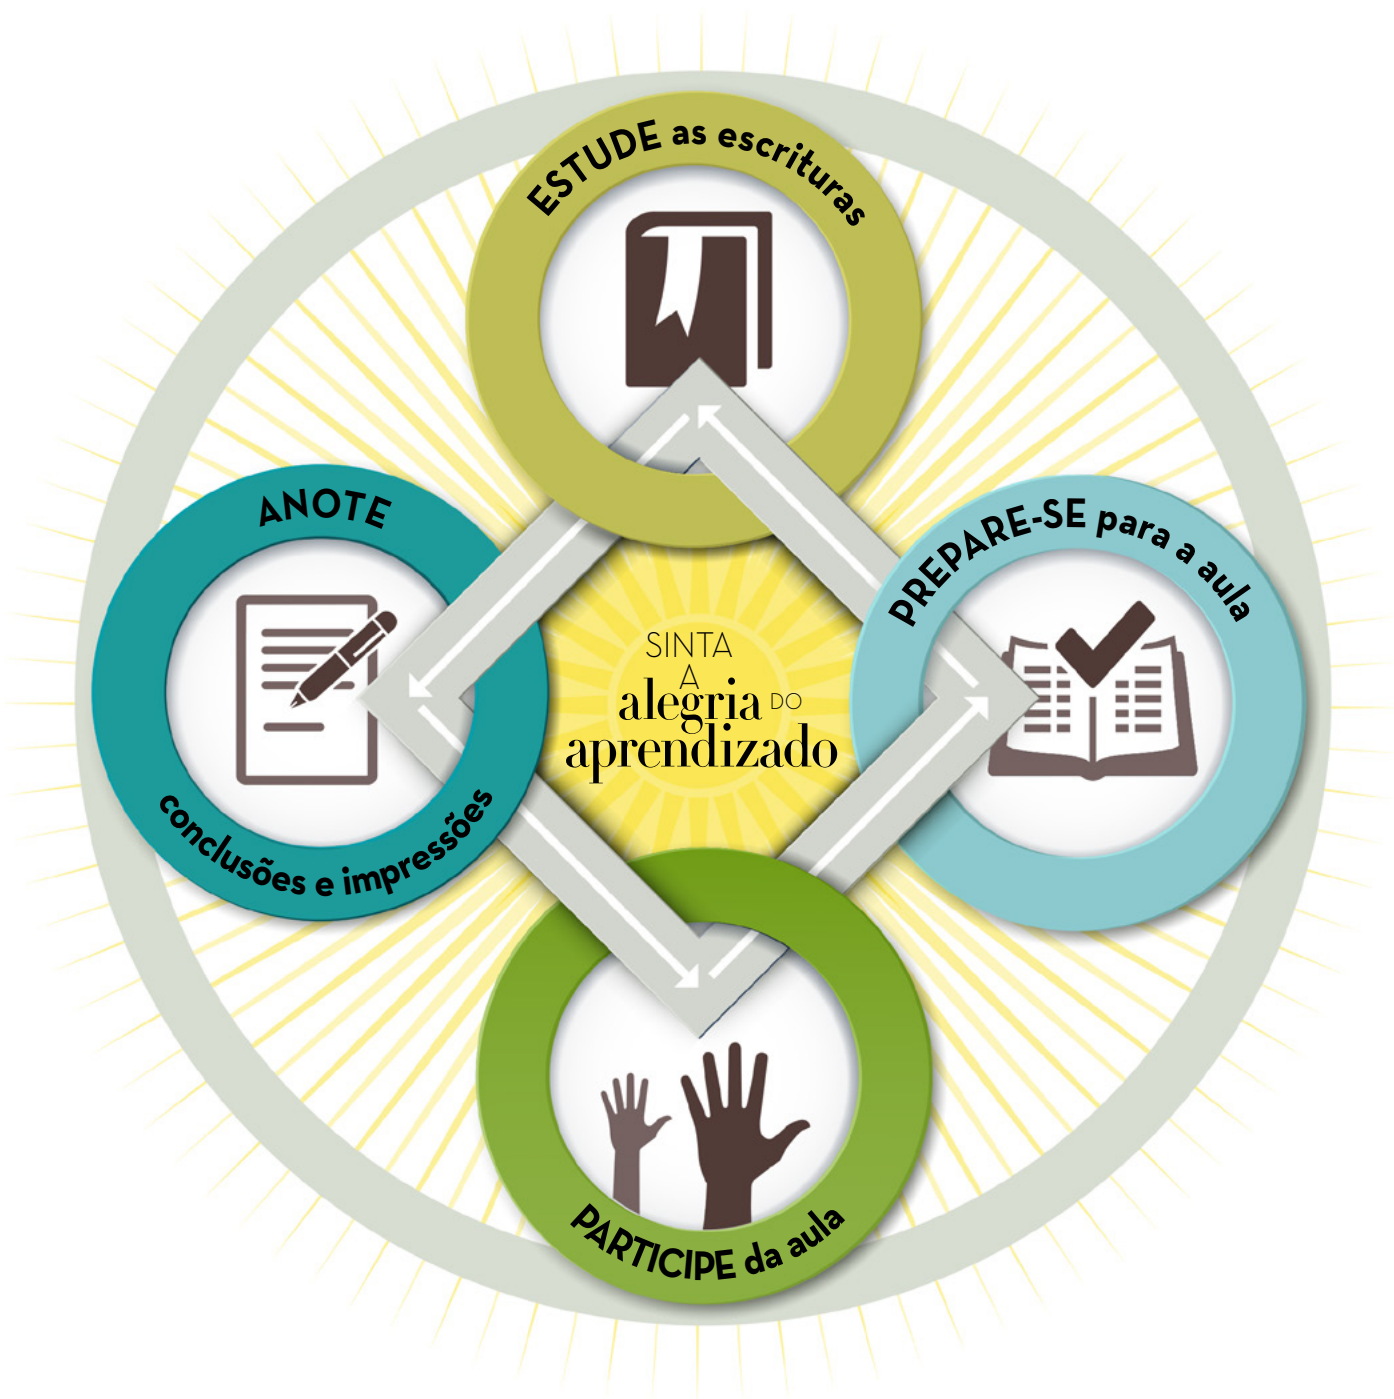 ESTUDE as escrituras
ANOTE
conclusões e impressões
PREPARE-SE para a aula
SINTA
A
alegria DO
aprendizado
PARTICIPE da aula